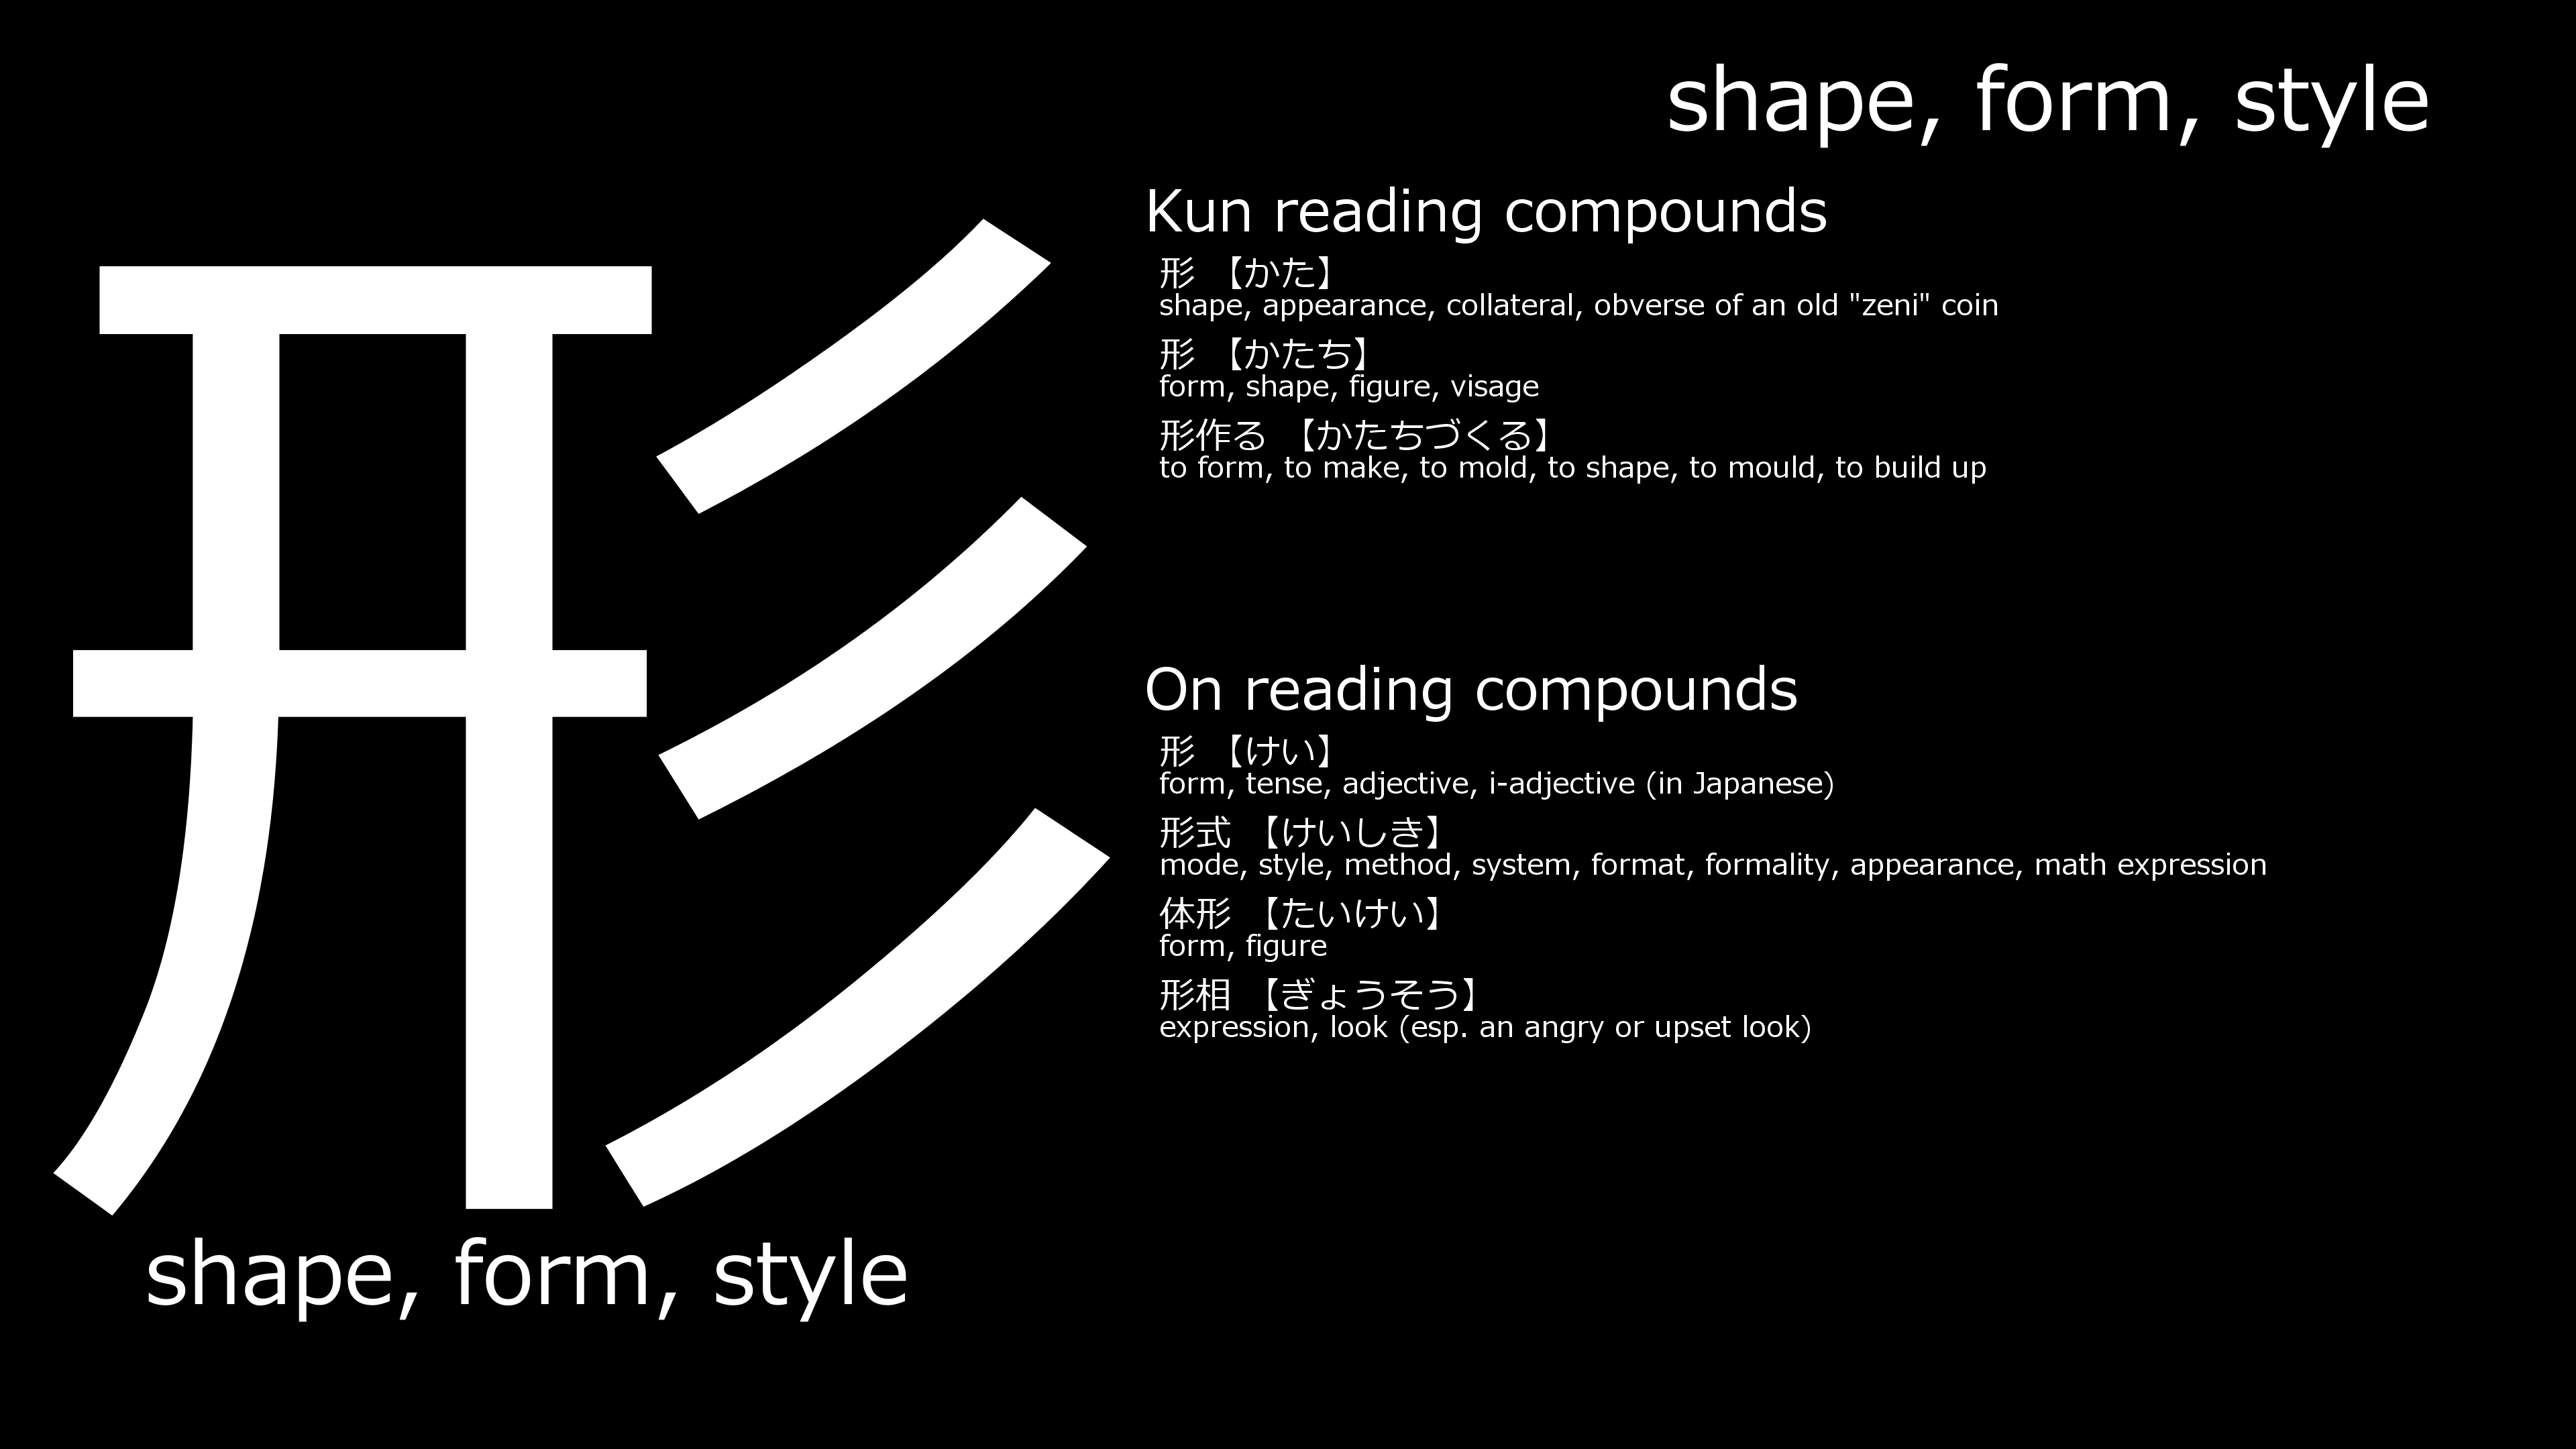 shape, form, style
形
shape, form, style
Kun reading compounds
形 【かた】
shape, appearance, collateral, obverse of an old "zeni" coin
形 【かたち】
form, shape, figure, visage
形作る 【かたちづくる】
to form, to make, to mold, to shape, to mould, to build up
On reading compounds
形 【けい】
form, tense, adjective, i-adjective (in Japanese)
形式 【けいしき】
mode, style, method, system, format, formality, appearance, math expression
体形 【たいけい】
form, figure
形相 【ぎょうそう】
expression, look (esp. an angry or upset look)